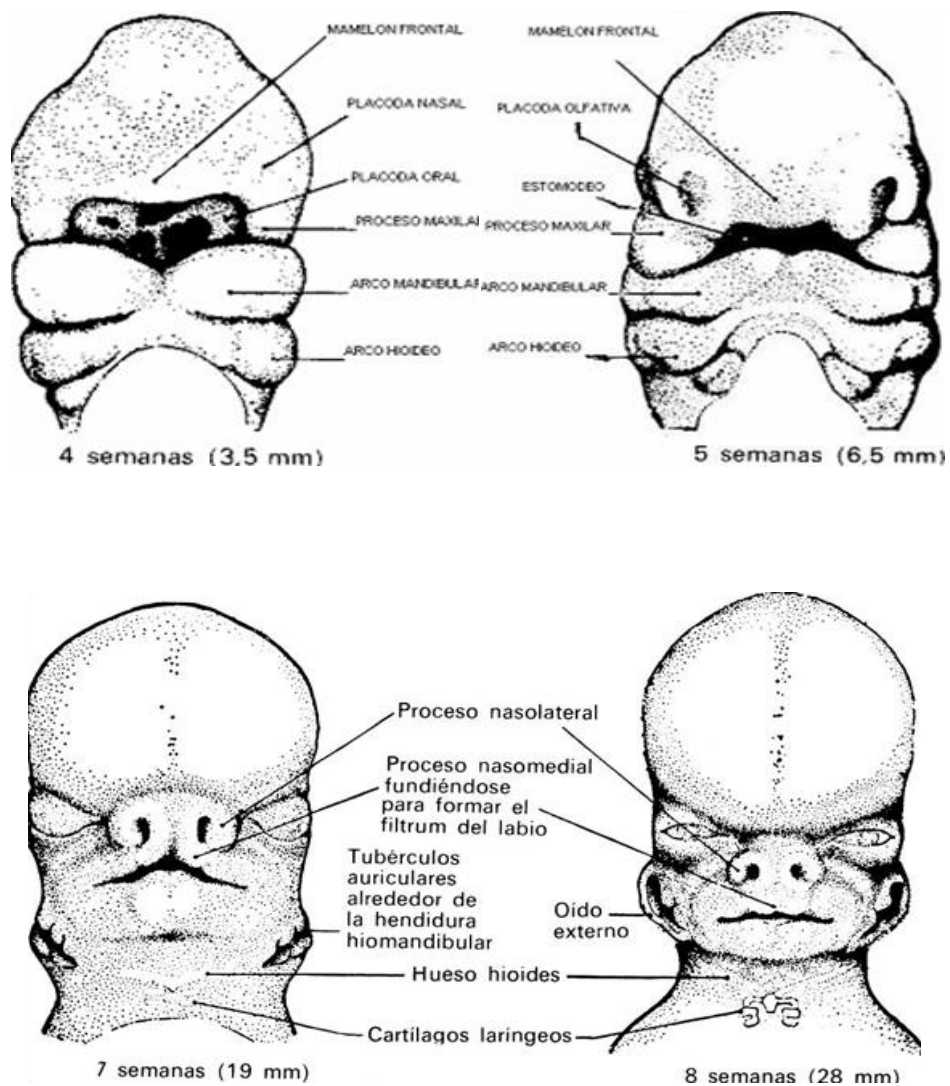 MAMELON FRONTAL
PLACODA NASAL
PLACODA ORAL
PROCESO MAXILAR
ARCO MANDIBULAR
ARCO HIOIDEO
4 semanas (3,5 mm)
MAMELON FRONTAL
PLACODA OLFATIVA
ESTOMODEO
PROCESO MAXILAR
ARCO MANDIBULAR
ARCO HIOIDEO
5 semanas (6,5 mm)
Proceso nasolateral
Proceso nasomedial
fundiéndose
para formar el
filtrum del labio
Tubérculos
auriculares
alrededor de
la hendidura
hiomandibular
Oído
externo
Hueso hioides
Cartílagos laríngeos
7 semanas (19 mm)
8 semanas (28 mm)